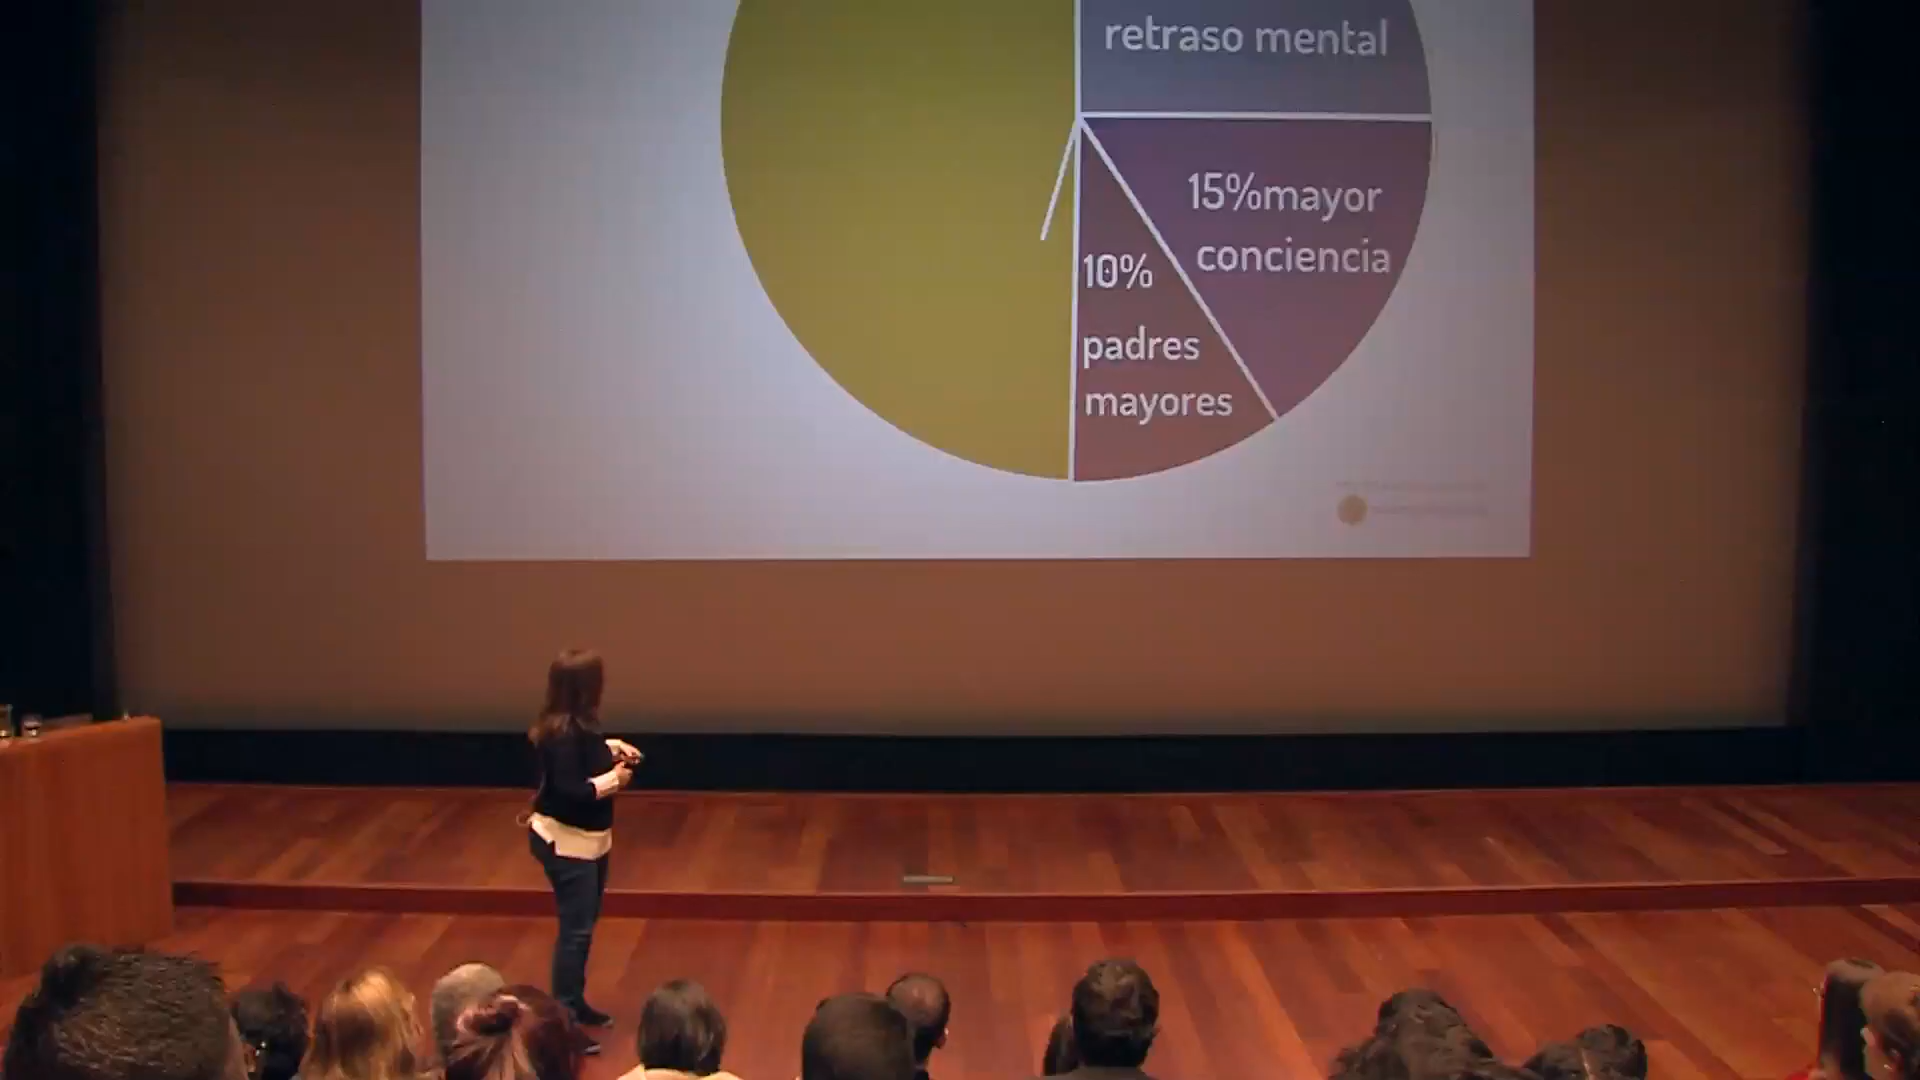 retraso mental
15%mayor
conciencia
10%
padres
mayores